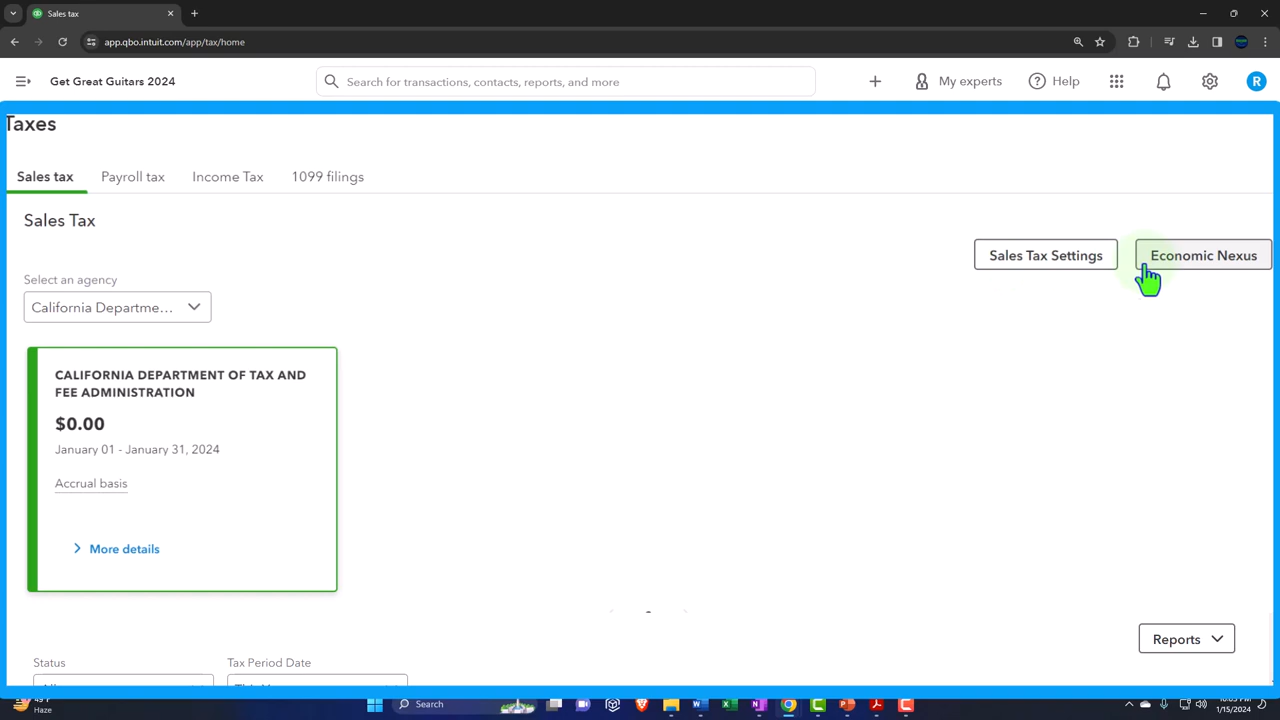 Sales tax
app.qbo.intuit.com/app/tax/home
Get Great Guitars 2024
Search for transactions, contacts, reports, and more
My experts
Help
R
Taxes
Sales tax
Payroll tax
Income Tax
1099 filings
Sales Tax
Sales Tax Settings
Economic Nexus
Select an agency
California Departme...
CALIFORNIA DEPARTMENT OF TAX AND
FEE ADMINISTRATION
$0.00
January 01 - January 31, 2024
Accrual basis
More details
Reports
Status
Tax Period Date
Haze
Search
1/15/2024